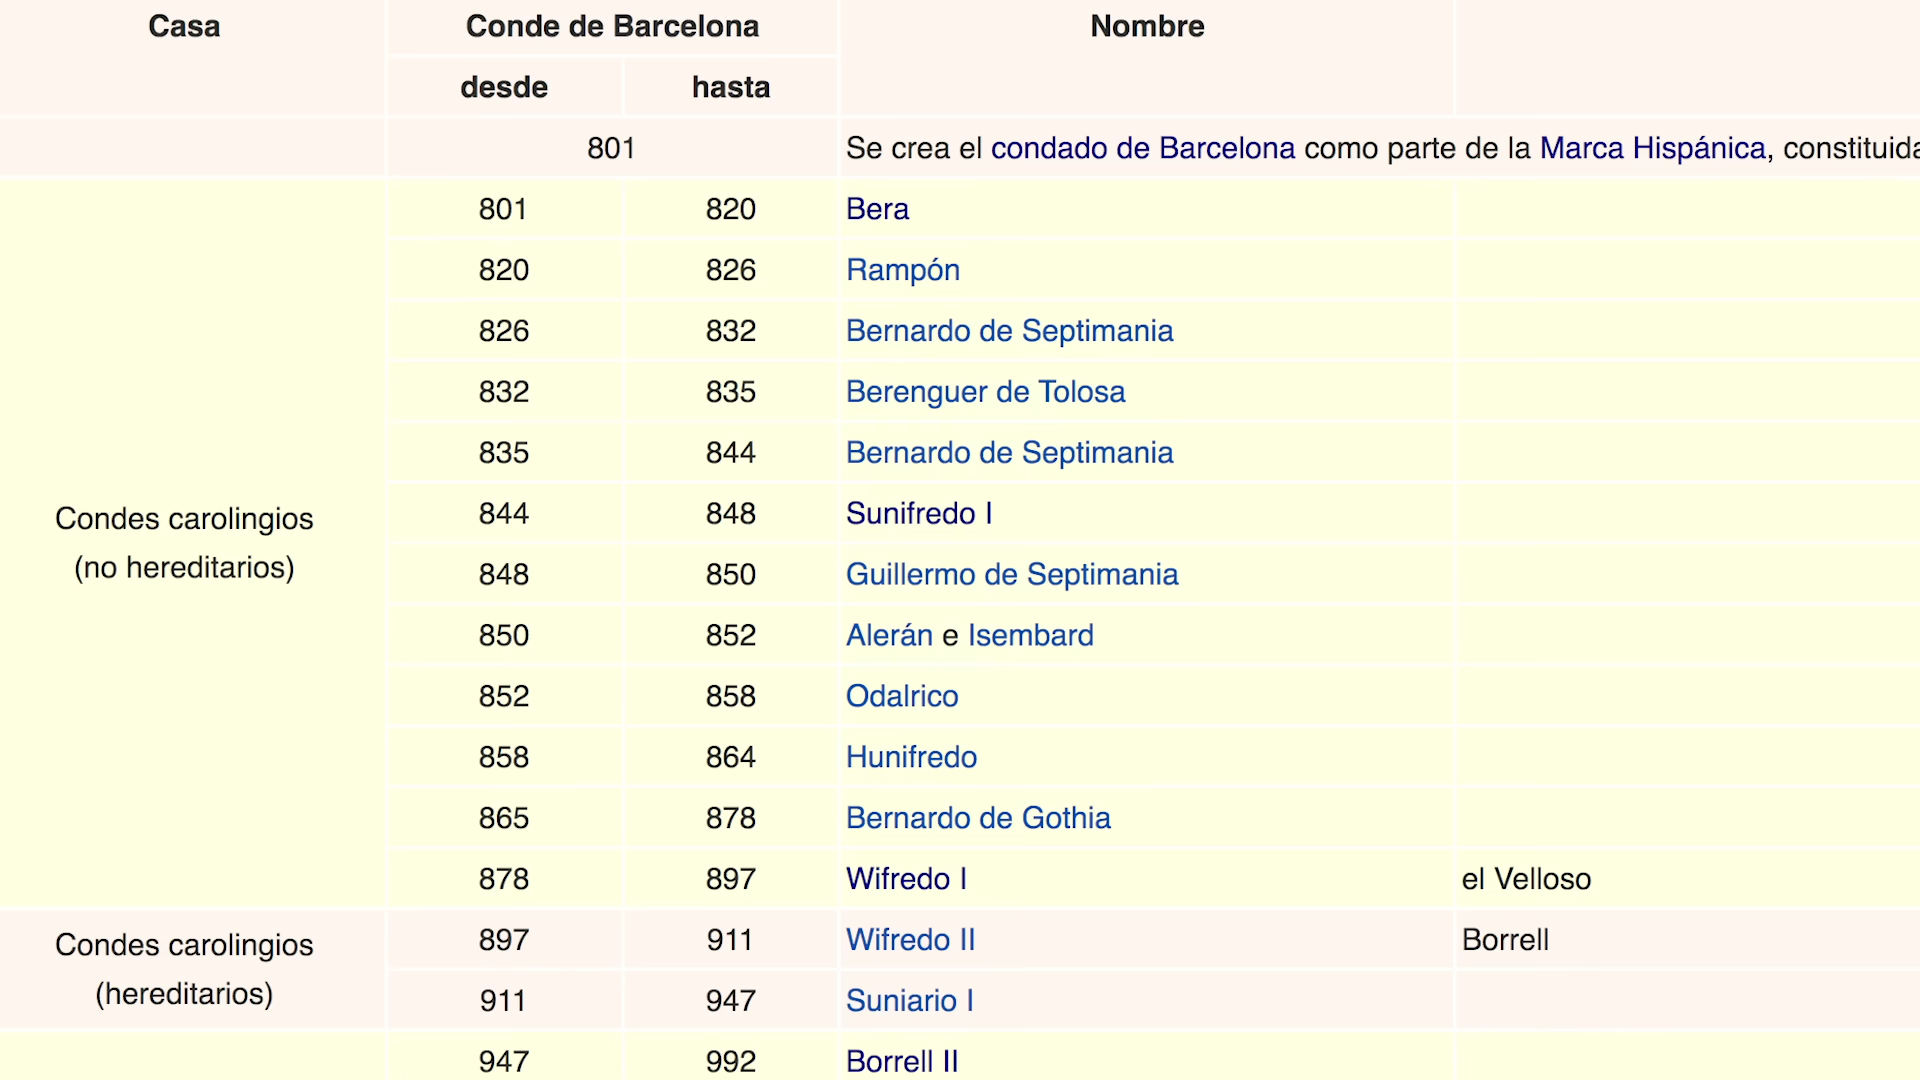 Casa Conde de Barcelona Nombre
desde hasta
801 Se crea el condado de Barcelona como parte de la Marca Hispánica, constituida
801 820 Bera
820 826 Rampón
826 832 Bernardo de Septimania
832 835 Berenguer de Tolosa
835 844 Bernardo de Septimania
Condes carolingios
(no hereditarios)
844 848 Sunifredo I
848 850 Guillermo de Septimania
850 852 Alerán e Isembard
852 858 Odalrico
858 864 Hunifredo
865 878 Bernardo de Gothia
878 897 Wifredo I el Velloso
Condes carolingios
(hereditarios)
897 911 Wifredo II Borrell
911 947 Suniario I
947 992 Borrell II